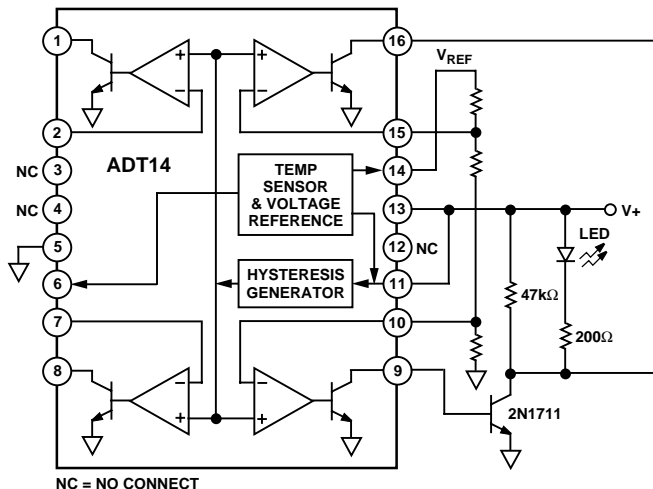 1
16
V_REF
+
+
−
−
2
15
ADT14
NC
3
TEMP
SENSOR
& VOLTAGE
REFERENCE
14
NC
4
13
V+
5
12
NC
LED
6
HYSTERESIS
GENERATOR
11
47kΩ
7
10
200Ω
8
9
−
−
+
+
2N1711
NC = NO CONNECT